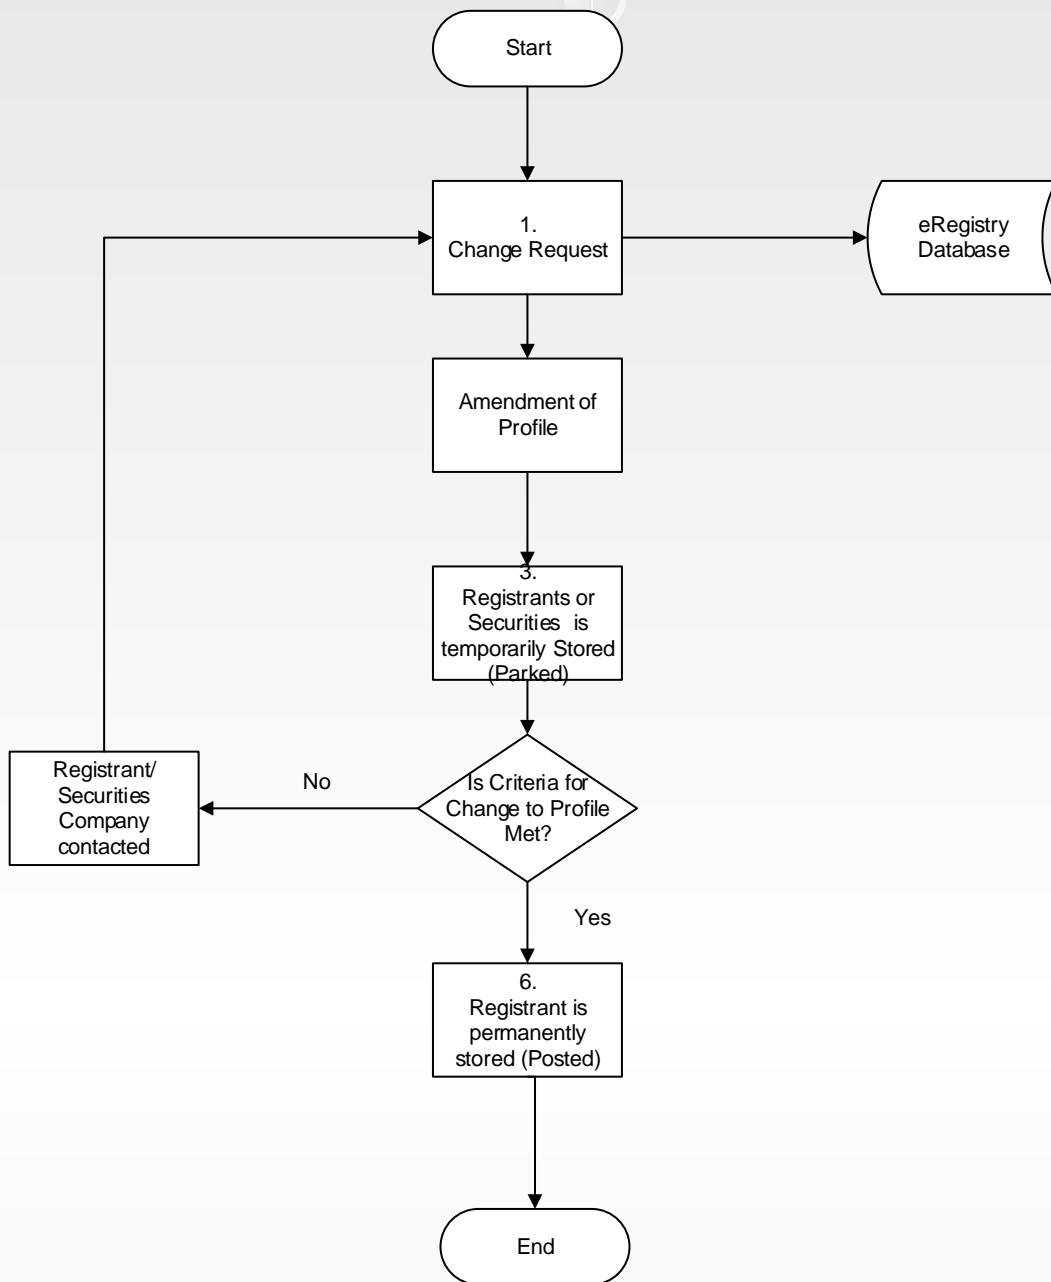 Start
1.
Change Request
eRegistry
Database
Amendment of
Profile
3.
Registrants or
Securities is
temporarily Stored
(Parked)
Is Criteria for
Change to Profile
Met?
No
Registrant/
Securities
Company
contacted
Yes
6.
Registrant is
permanently
stored (Posted)
End